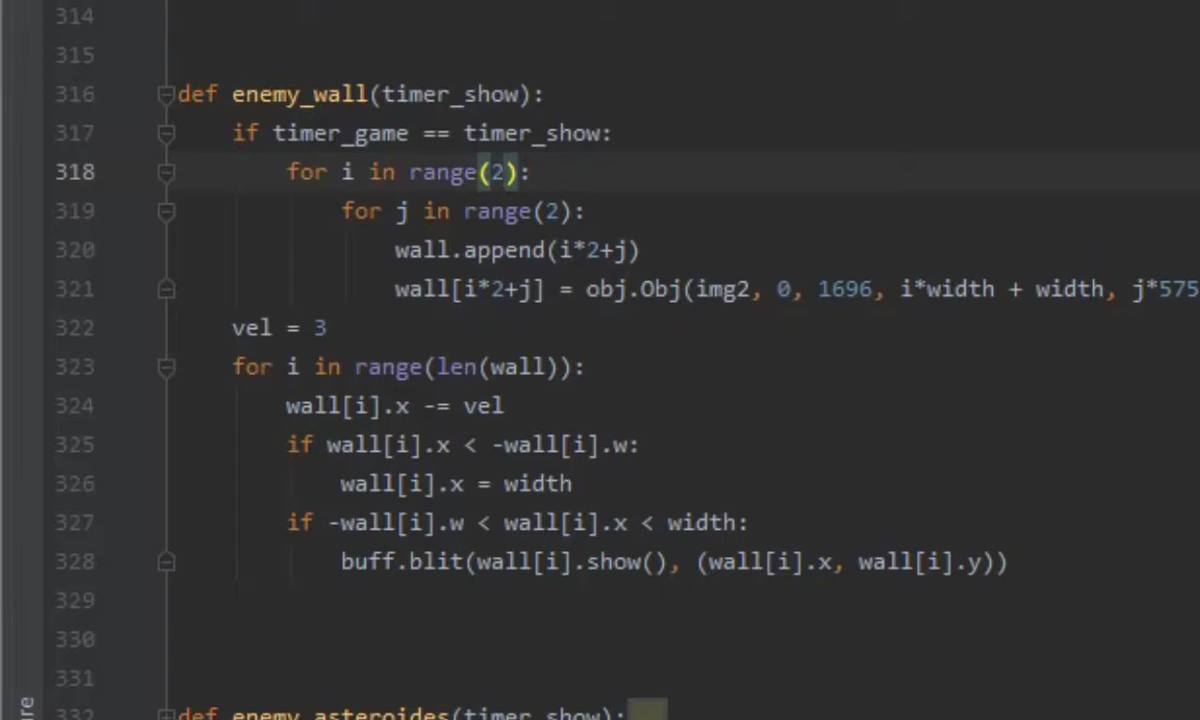 314
315
316 def enemy_wall(timer_show):
317 if timer_game == timer_show:
318 for i in range(2):
319 for j in range(2):
320 wall.append(i*2+j)
321 wall[i*2+j] = obj.Obj(img2, 0, 1696, i*width + width, j*575
322 vel = 3
323 for i in range(len(wall)):
324 wall[i].x -= vel
325 if wall[i].x < -wall[i].w:
326 wall[i].x = width
327 if -wall[i].w < wall[i].x < width:
328 buff.blit(wall[i].show(), (wall[i].x, wall[i].y))
329
330
331
332 def enemy_asteroides(timer_show):
re